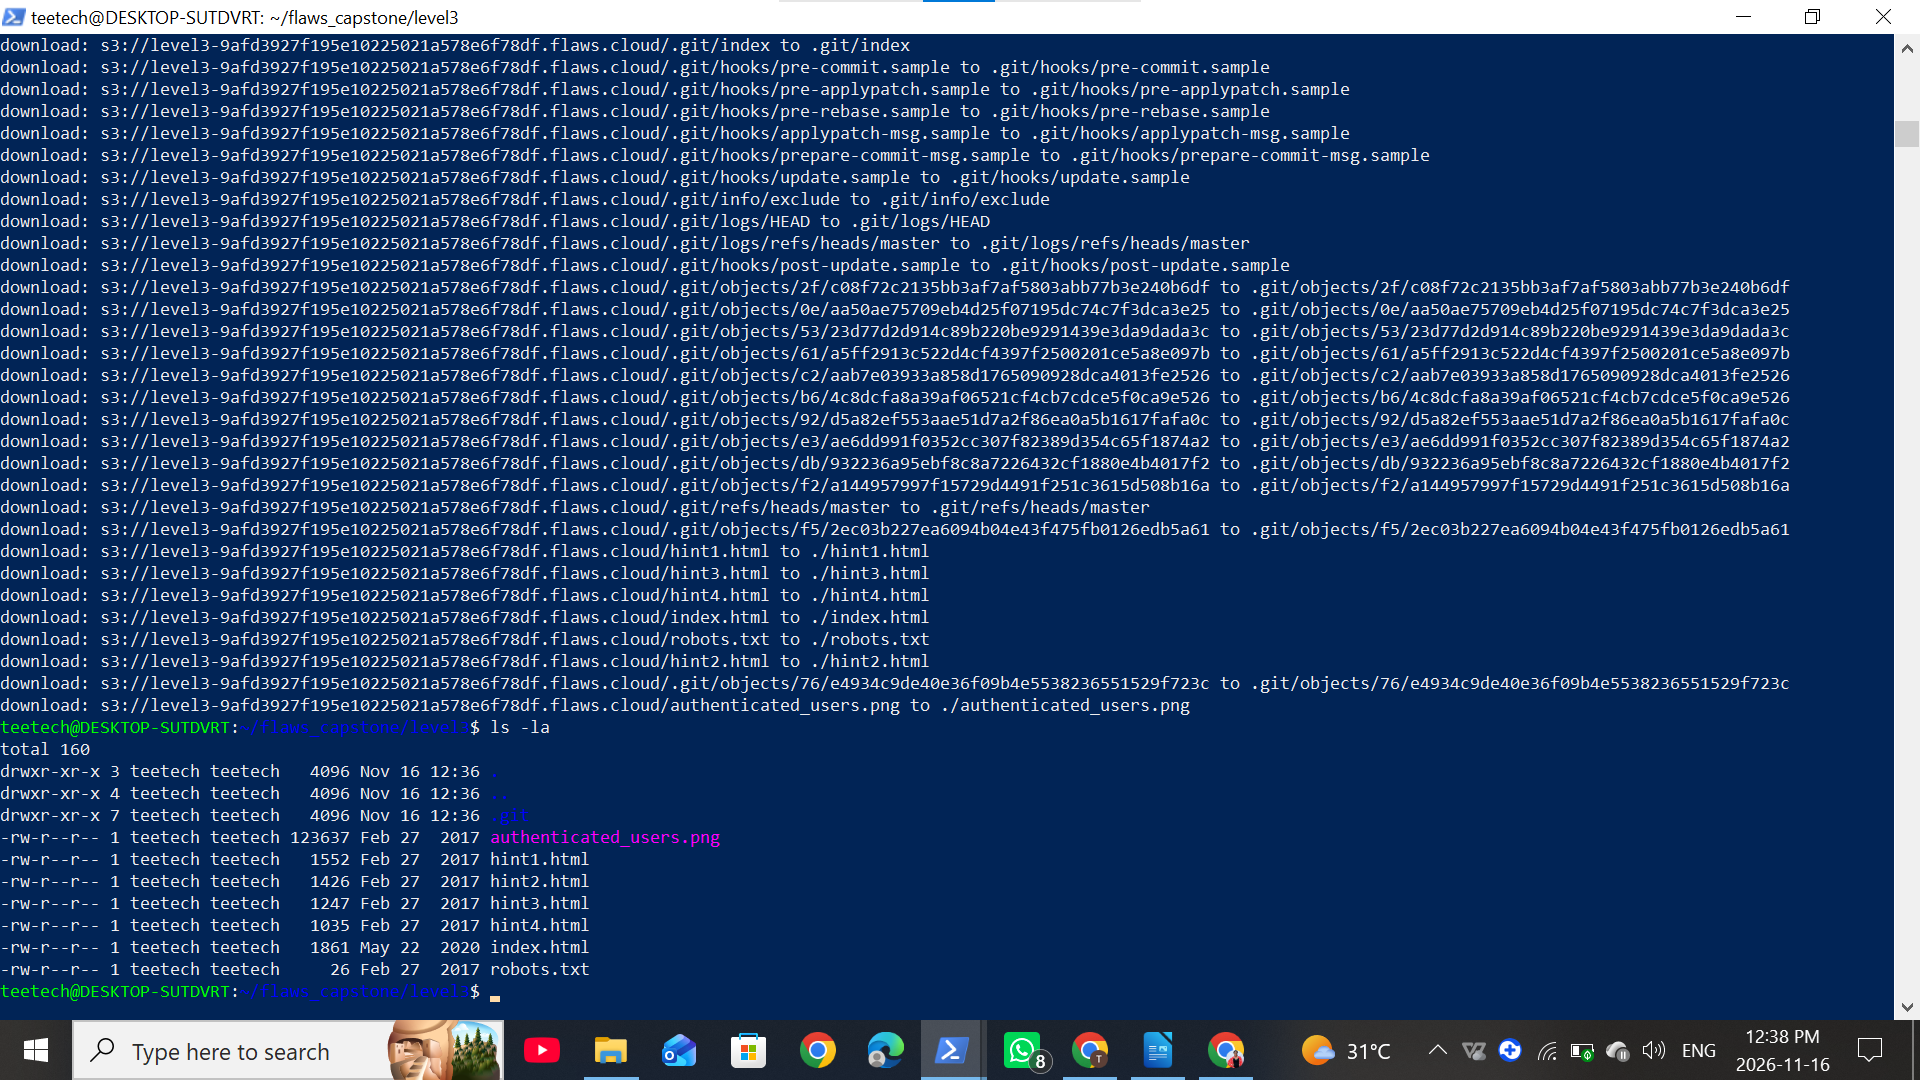 teetech@DESKTOP-SUTDVRT: ~/flaws_capstone/level3
download: s3://level3-9afd3927f195e10225021a578e6f78df.flaws.cloud/.git/index to .git/index
download: s3://level3-9afd3927f195e10225021a578e6f78df.flaws.cloud/.git/hooks/pre-commit.sample to .git/hooks/pre-commit.sample
download: s3://level3-9afd3927f195e10225021a578e6f78df.flaws.cloud/.git/hooks/pre-applypatch.sample to .git/hooks/pre-applypatch.sample
download: s3://level3-9afd3927f195e10225021a578e6f78df.flaws.cloud/.git/hooks/pre-rebase.sample to .git/hooks/pre-rebase.sample
download: s3://level3-9afd3927f195e10225021a578e6f78df.flaws.cloud/.git/hooks/applypatch-msg.sample to .git/hooks/applypatch-msg.sample
download: s3://level3-9afd3927f195e10225021a578e6f78df.flaws.cloud/.git/hooks/prepare-commit-msg.sample to .git/hooks/prepare-commit-msg.sample
download: s3://level3-9afd3927f195e10225021a578e6f78df.flaws.cloud/.git/hooks/update.sample to .git/hooks/update.sample
download: s3://level3-9afd3927f195e10225021a578e6f78df.flaws.cloud/.git/info/exclude to .git/info/exclude
download: s3://level3-9afd3927f195e10225021a578e6f78df.flaws.cloud/.git/logs/HEAD to .git/logs/HEAD
download: s3://level3-9afd3927f195e10225021a578e6f78df.flaws.cloud/.git/logs/refs/heads/master to .git/logs/refs/heads/master
download: s3://level3-9afd3927f195e10225021a578e6f78df.flaws.cloud/.git/hooks/post-update.sample to .git/hooks/post-update.sample
download: s3://level3-9afd3927f195e10225021a578e6f78df.flaws.cloud/.git/objects/2f/c08f72c2135bb3af7af5803abb77b3e240b6df to .git/objects/2f/c08f72c2135bb3af7af5803abb77b3e240b6df
download: s3://level3-9afd3927f195e10225021a578e6f78df.flaws.cloud/.git/objects/0e/aa50ae75709eb4d25f07195dc74c7f3dca3e25 to .git/objects/0e/aa50ae75709eb4d25f07195dc74c7f3dca3e25
download: s3://level3-9afd3927f195e10225021a578e6f78df.flaws.cloud/.git/objects/53/23d77d2d914c89b220be9291439e3da9dada3c to .git/objects/53/23d77d2d914c89b220be9291439e3da9dada3c
download: s3://level3-9afd3927f195e10225021a578e6f78df.flaws.cloud/.git/objects/61/a5ff2913c522d4cf4397f2500201ce5a8e097b to .git/objects/61/a5ff2913c522d4cf4397f2500201ce5a8e097b
download: s3://level3-9afd3927f195e10225021a578e6f78df.flaws.cloud/.git/objects/c2/aab7e03933a858d1765090928dca4013fe2526 to .git/objects/c2/aab7e03933a858d1765090928dca4013fe2526
download: s3://level3-9afd3927f195e10225021a578e6f78df.flaws.cloud/.git/objects/b6/4c8dcfa8a39af06521cf4cb7cdce5f0ca9e526 to .git/objects/b6/4c8dcfa8a39af06521cf4cb7cdce5f0ca9e526
download: s3://level3-9afd3927f195e10225021a578e6f78df.flaws.cloud/.git/objects/92/d5a82ef553aae51d7a2f86ea0a5b1617fafa0c to .git/objects/92/d5a82ef553aae51d7a2f86ea0a5b1617fafa0c
download: s3://level3-9afd3927f195e10225021a578e6f78df.flaws.cloud/.git/objects/e3/ae6dd991f0352cc307f82389d354c65f1874a2 to .git/objects/e3/ae6dd991f0352cc307f82389d354c65f1874a2
download: s3://level3-9afd3927f195e10225021a578e6f78df.flaws.cloud/.git/objects/db/932236a95ebf8c8a7226432cf1880e4b4017f2 to .git/objects/db/932236a95ebf8c8a7226432cf1880e4b4017f2
download: s3://level3-9afd3927f195e10225021a578e6f78df.flaws.cloud/.git/objects/f2/a144957997f15729d4491f251c3615d508b16a to .git/objects/f2/a144957997f15729d4491f251c3615d508b16a
download: s3://level3-9afd3927f195e10225021a578e6f78df.flaws.cloud/.git/refs/heads/master to .git/refs/heads/master
download: s3://level3-9afd3927f195e10225021a578e6f78df.flaws.cloud/.git/objects/f5/2ec03b227ea6094b04e43f475fb0126edb5a61 to .git/objects/f5/2ec03b227ea6094b04e43f475fb0126edb5a61
download: s3://level3-9afd3927f195e10225021a578e6f78df.flaws.cloud/hint1.html to ./hint1.html
download: s3://level3-9afd3927f195e10225021a578e6f78df.flaws.cloud/hint3.html to ./hint3.html
download: s3://level3-9afd3927f195e10225021a578e6f78df.flaws.cloud/hint4.html to ./hint4.html
download: s3://level3-9afd3927f195e10225021a578e6f78df.flaws.cloud/index.html to ./index.html
download: s3://level3-9afd3927f195e10225021a578e6f78df.flaws.cloud/robots.txt to ./robots.txt
download: s3://level3-9afd3927f195e10225021a578e6f78df.flaws.cloud/hint2.html to ./hint2.html
download: s3://level3-9afd3927f195e10225021a578e6f78df.flaws.cloud/.git/objects/76/e4934c9de40e36f09b4e5538236551529f723c to .git/objects/76/e4934c9de40e36f09b4e5538236551529f723c
download: s3://level3-9afd3927f195e10225021a578e6f78df.flaws.cloud/authenticated_users.png to ./authenticated_users.png
teetech@DESKTOP-SUTDVRT:~/flaws_capstone/level3$ ls -la
total 160
drwxr-xr-x 3 teetech teetech   4096 Nov 16 12:36 .
drwxr-xr-x 4 teetech teetech   4096 Nov 16 12:36 ..
drwxr-xr-x 7 teetech teetech   4096 Nov 16 12:36 .git
-rw-r--r-- 1 teetech teetech 123637 Feb 27  2017 authenticated_users.png
-rw-r--r-- 1 teetech teetech   1552 Feb 27  2017 hint1.html
-rw-r--r-- 1 teetech teetech   1426 Feb 27  2017 hint2.html
-rw-r--r-- 1 teetech teetech   1247 Feb 27  2017 hint3.html
-rw-r--r-- 1 teetech teetech   1035 Feb 27  2017 hint4.html
-rw-r--r-- 1 teetech teetech   1861 May 22  2020 index.html
-rw-r--r-- 1 teetech teetech     26 Feb 27  2017 robots.txt
teetech@DESKTOP-SUTDVRT:~/flaws_capstone/level3$
Type here to search
8
T
31°C
ENG
12:38 PM
2026-11-16